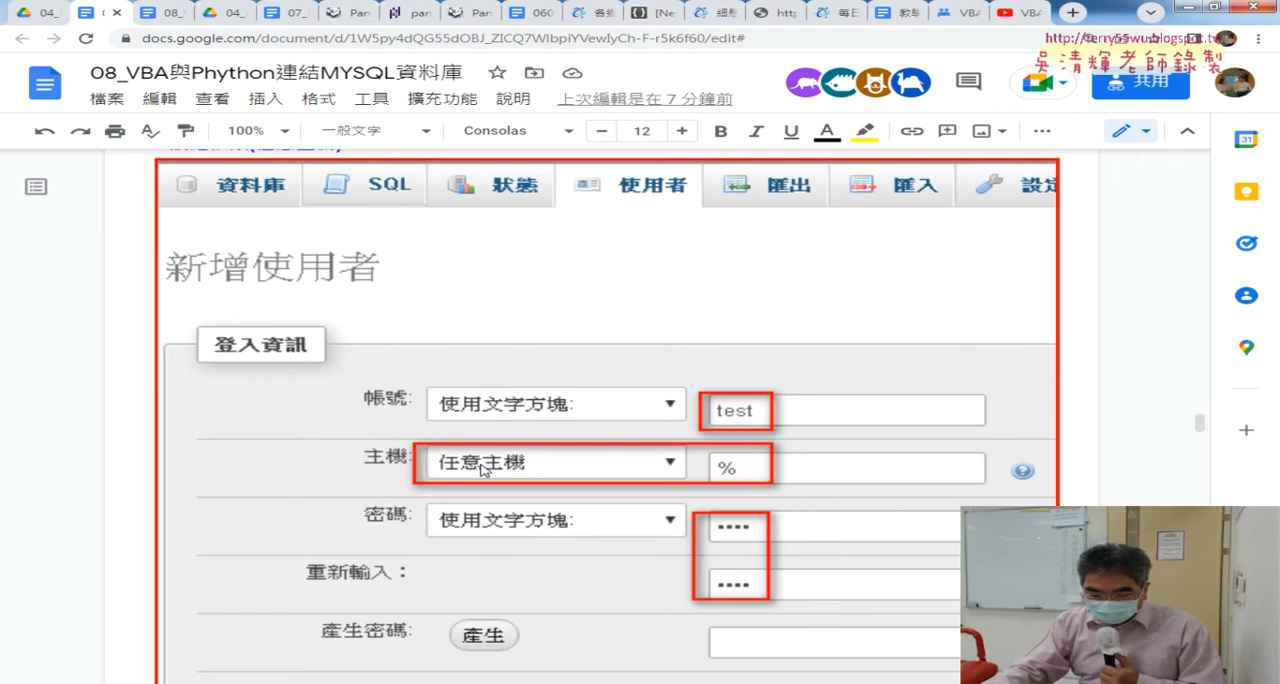 04_
08_
04_
07_
Pan
pan
Pan
060
各縣
[Ne
細懸
http
每日
教學
VBA
VBA
docs.google.com/document/d/1W5py4dQG55dOBJ_ZICQ7WIbpiYVewIyCh-F-r5k6f60/edit#
http://terry55wu.blogspot.tw
吳清輝老師錄製
08_VBA與Phython連結MYSQL資料庫
共用
檔案 編輯 查看 插入 格式 工具 擴充功能 說明 上次編輯是在 7 分鐘前
100% 一般文字 Consolas 12 B I U A
31
資料庫 SQL 狀態 使用者 匯出 匯入 設定
新增使用者
登入資訊
帳號: 使用文字方塊: test
主機: 任意主機 %
密碼: 使用文字方塊: ••••
重新輸入： ••••
產生密碼: 產生